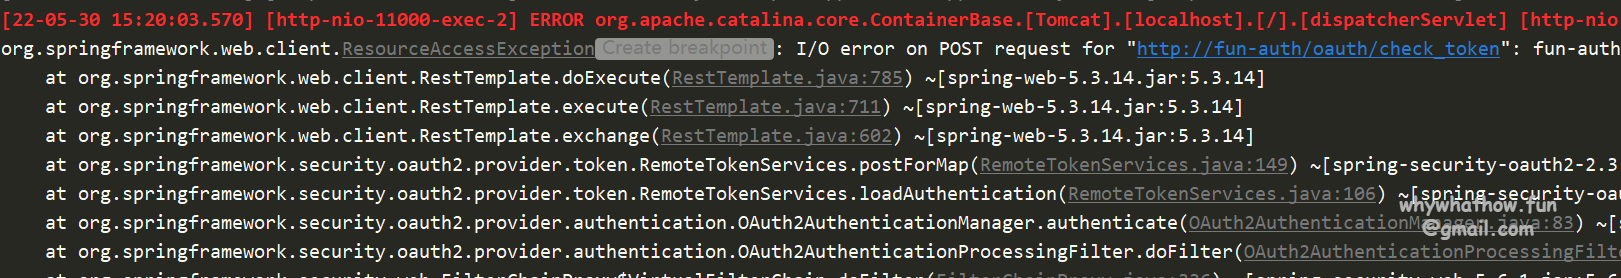 [22-05-30 15:20:03.570] [http-nio-11000-exec-2] ERROR org.apache.catalina.core.ContainerBase.[Tomcat].[localhost].[/].[dispatcherServlet] [http-nio
org.springframework.web.client.ResourceAccessException Create breakpoint : I/O error on POST request for "http://fun-auth/oauth/check_token": fun-auth
at org.springframework.web.client.RestTemplate.doExecute(RestTemplate.java:785) ~[spring-web-5.3.14.jar:5.3.14]
at org.springframework.web.client.RestTemplate.execute(RestTemplate.java:711) ~[spring-web-5.3.14.jar:5.3.14]
at org.springframework.web.client.RestTemplate.exchange(RestTemplate.java:602) ~[spring-web-5.3.14.jar:5.3.14]
at org.springframework.security.oauth2.provider.token.RemoteTokenServices.postForMap(RemoteTokenServices.java:149) ~[spring-security-oauth2-2.3
at org.springframework.security.oauth2.provider.token.RemoteTokenServices.loadAuthentication(RemoteTokenServices.java:106) ~[spring-security-oau
whywhathow.fun
at org.springframework.security.oauth2.provider.authentication.OAuth2AuthenticationManager.authenticate(OAuth2AuthenticationManager.java:83) ~[s
@gmail.com
at org.springframework.security.oauth2.provider.authentication.OAuth2AuthenticationProcessingFilter.doFilter(OAuth2AuthenticationProcessingFilt